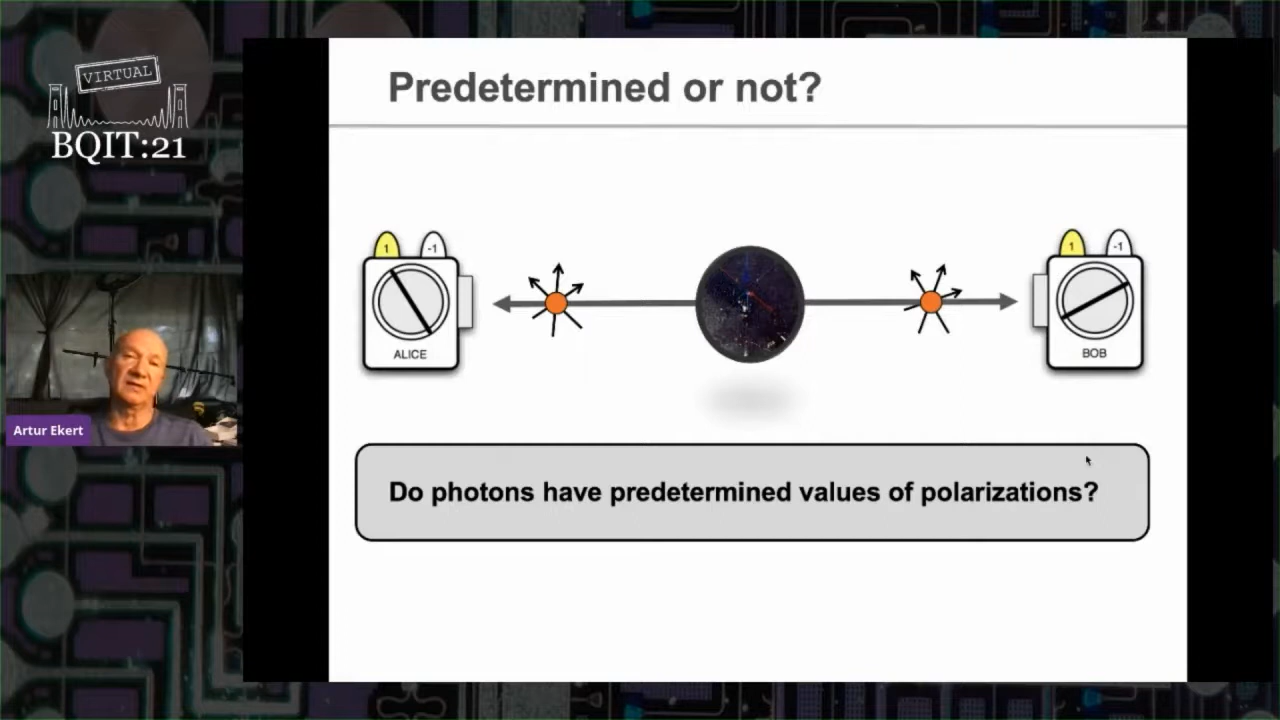 VIRTUAL
BQIT:21
Predetermined or not?
1
-1
ALICE
1
-1
BOB
Artur Ekert
Do photons have predetermined values of polarizations?